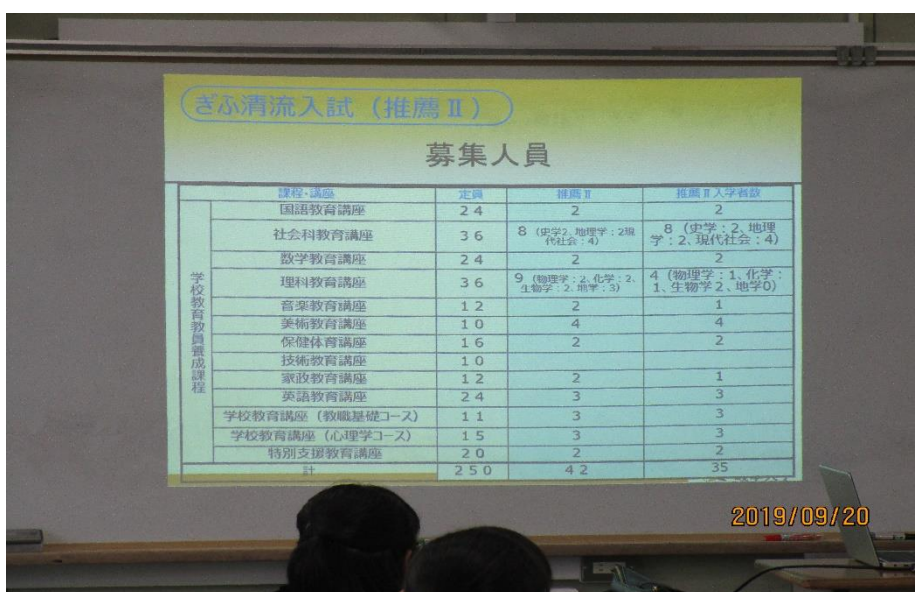 ぎふ清流入試（推薦Ⅱ）
募集人員
課程・講座 定員 推薦Ⅱ 推薦Ⅱ入学者数
学校教育教員養成課程
国語教育講座 24 2 2
社会科教育講座 36 8（史学2、地理学：2現代社会：4） 8（史学：2、地理学：2、現代社会：4）
数学教育講座 24 2 2
理科教育講座 36 9（物理学：2、化学：2、生物学：2、地学：3） 4（物理学：1、化学：1、生物学2、地学0）
音楽教育講座 12 2 1
美術教育講座 10 4 4
保健体育講座 16 2 2
技術教育講座 10
家政教育講座 12 2 1
英語教育講座 24 3 3
学校教育講座（教職基礎コース） 11 3 3
学校教育講座（心理学コース） 15 3 3
特別支援教育講座 20 2 2
計 250 42 35
2019/09/20